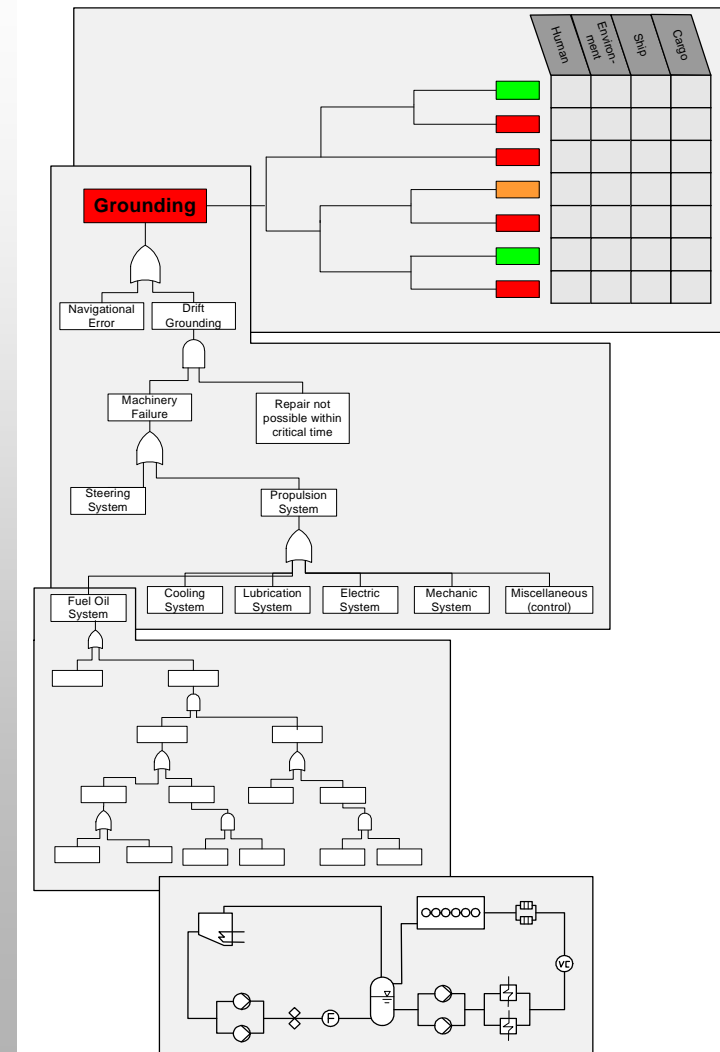 Human
Environ-
ment
Ship
Cargo
Grounding
Navigational
Error
Drift
Grounding
Machinery
Failure
Repair not
possible within
critical time
Steering
System
Propulsion
System
Fuel Oil
System
Cooling
System
Lubrication
System
Electric
System
Mechanic
System
Miscellaneous
(control)
VC
F